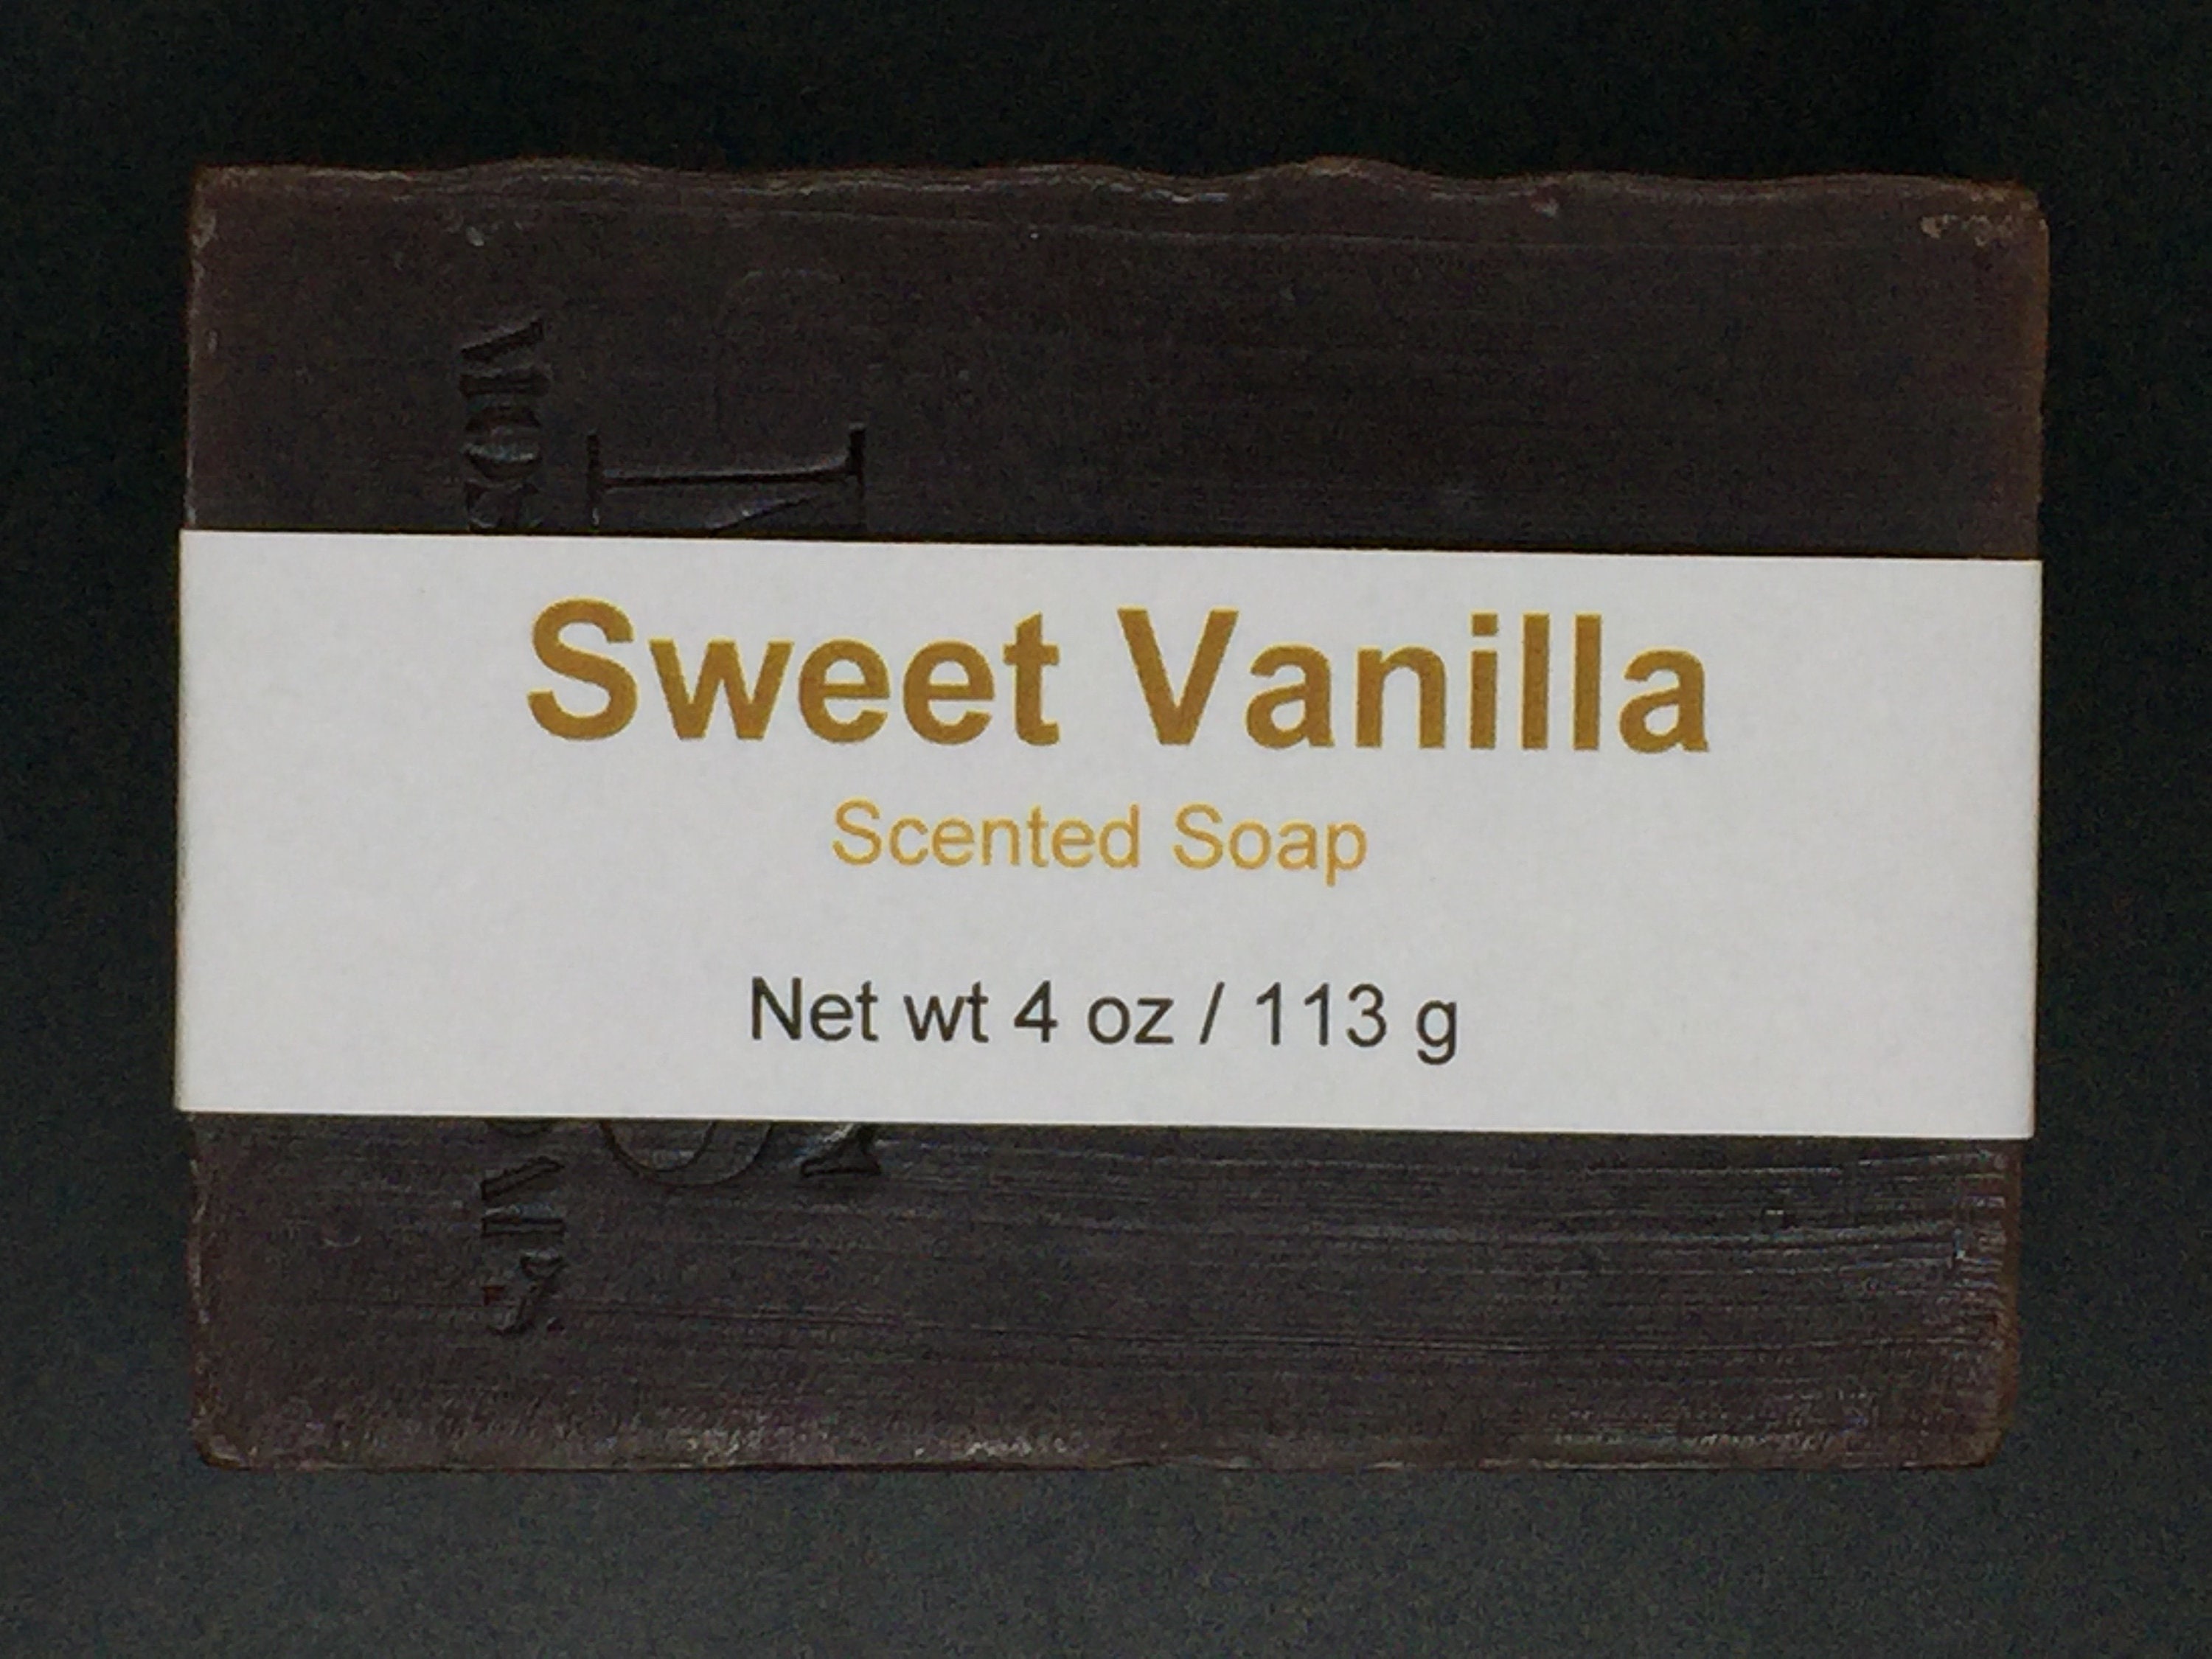 Sweet Vanilla
Scented Soap
Net wt 4 oz / 113 g